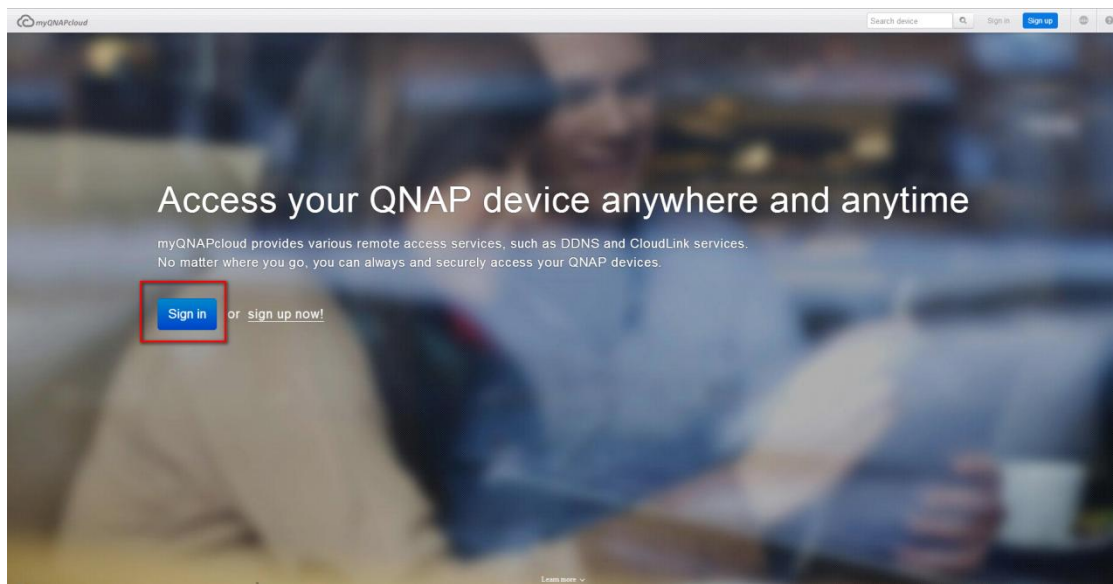 myQNAPcloud
Search device
Sign in
Sign up
Access your QNAP device anywhere and anytime
myQNAPcloud provides various remote access services, such as DDNS and CloudLink services.
No matter where you go, you can always and securely access your QNAP devices.
Sign in or sign up now!
Learn more